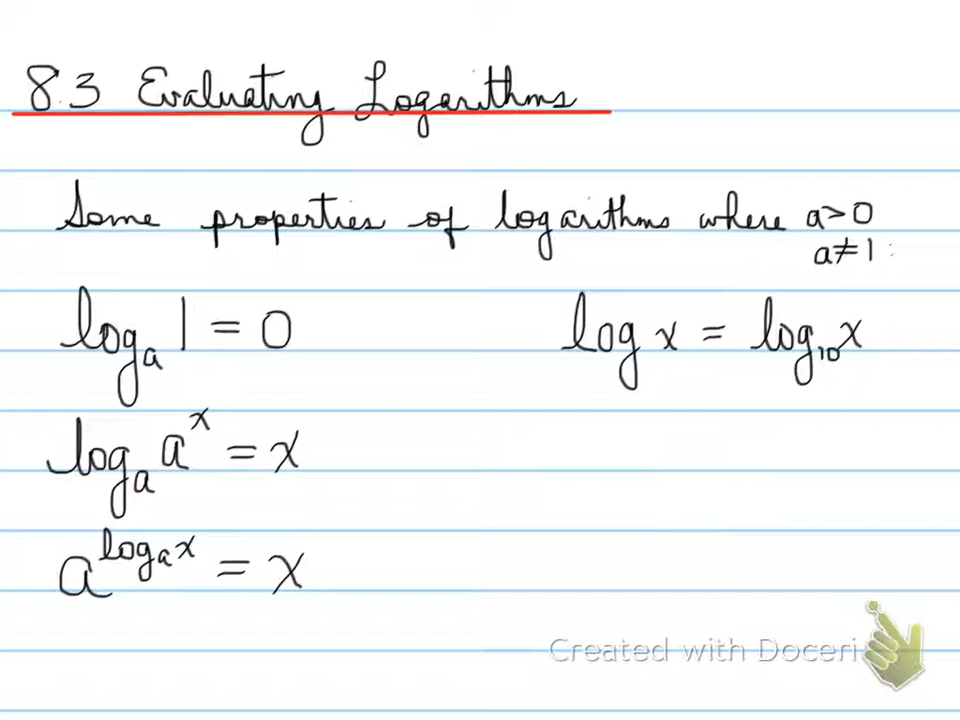 8.3 Evaluating Logarithms
Some properties of logarithms where a>0
a≠1
logₐ 1 = 0
log x = log₁₀ x
logₐ aˣ = x
a^(logₐ x) = x
Created with Doceri